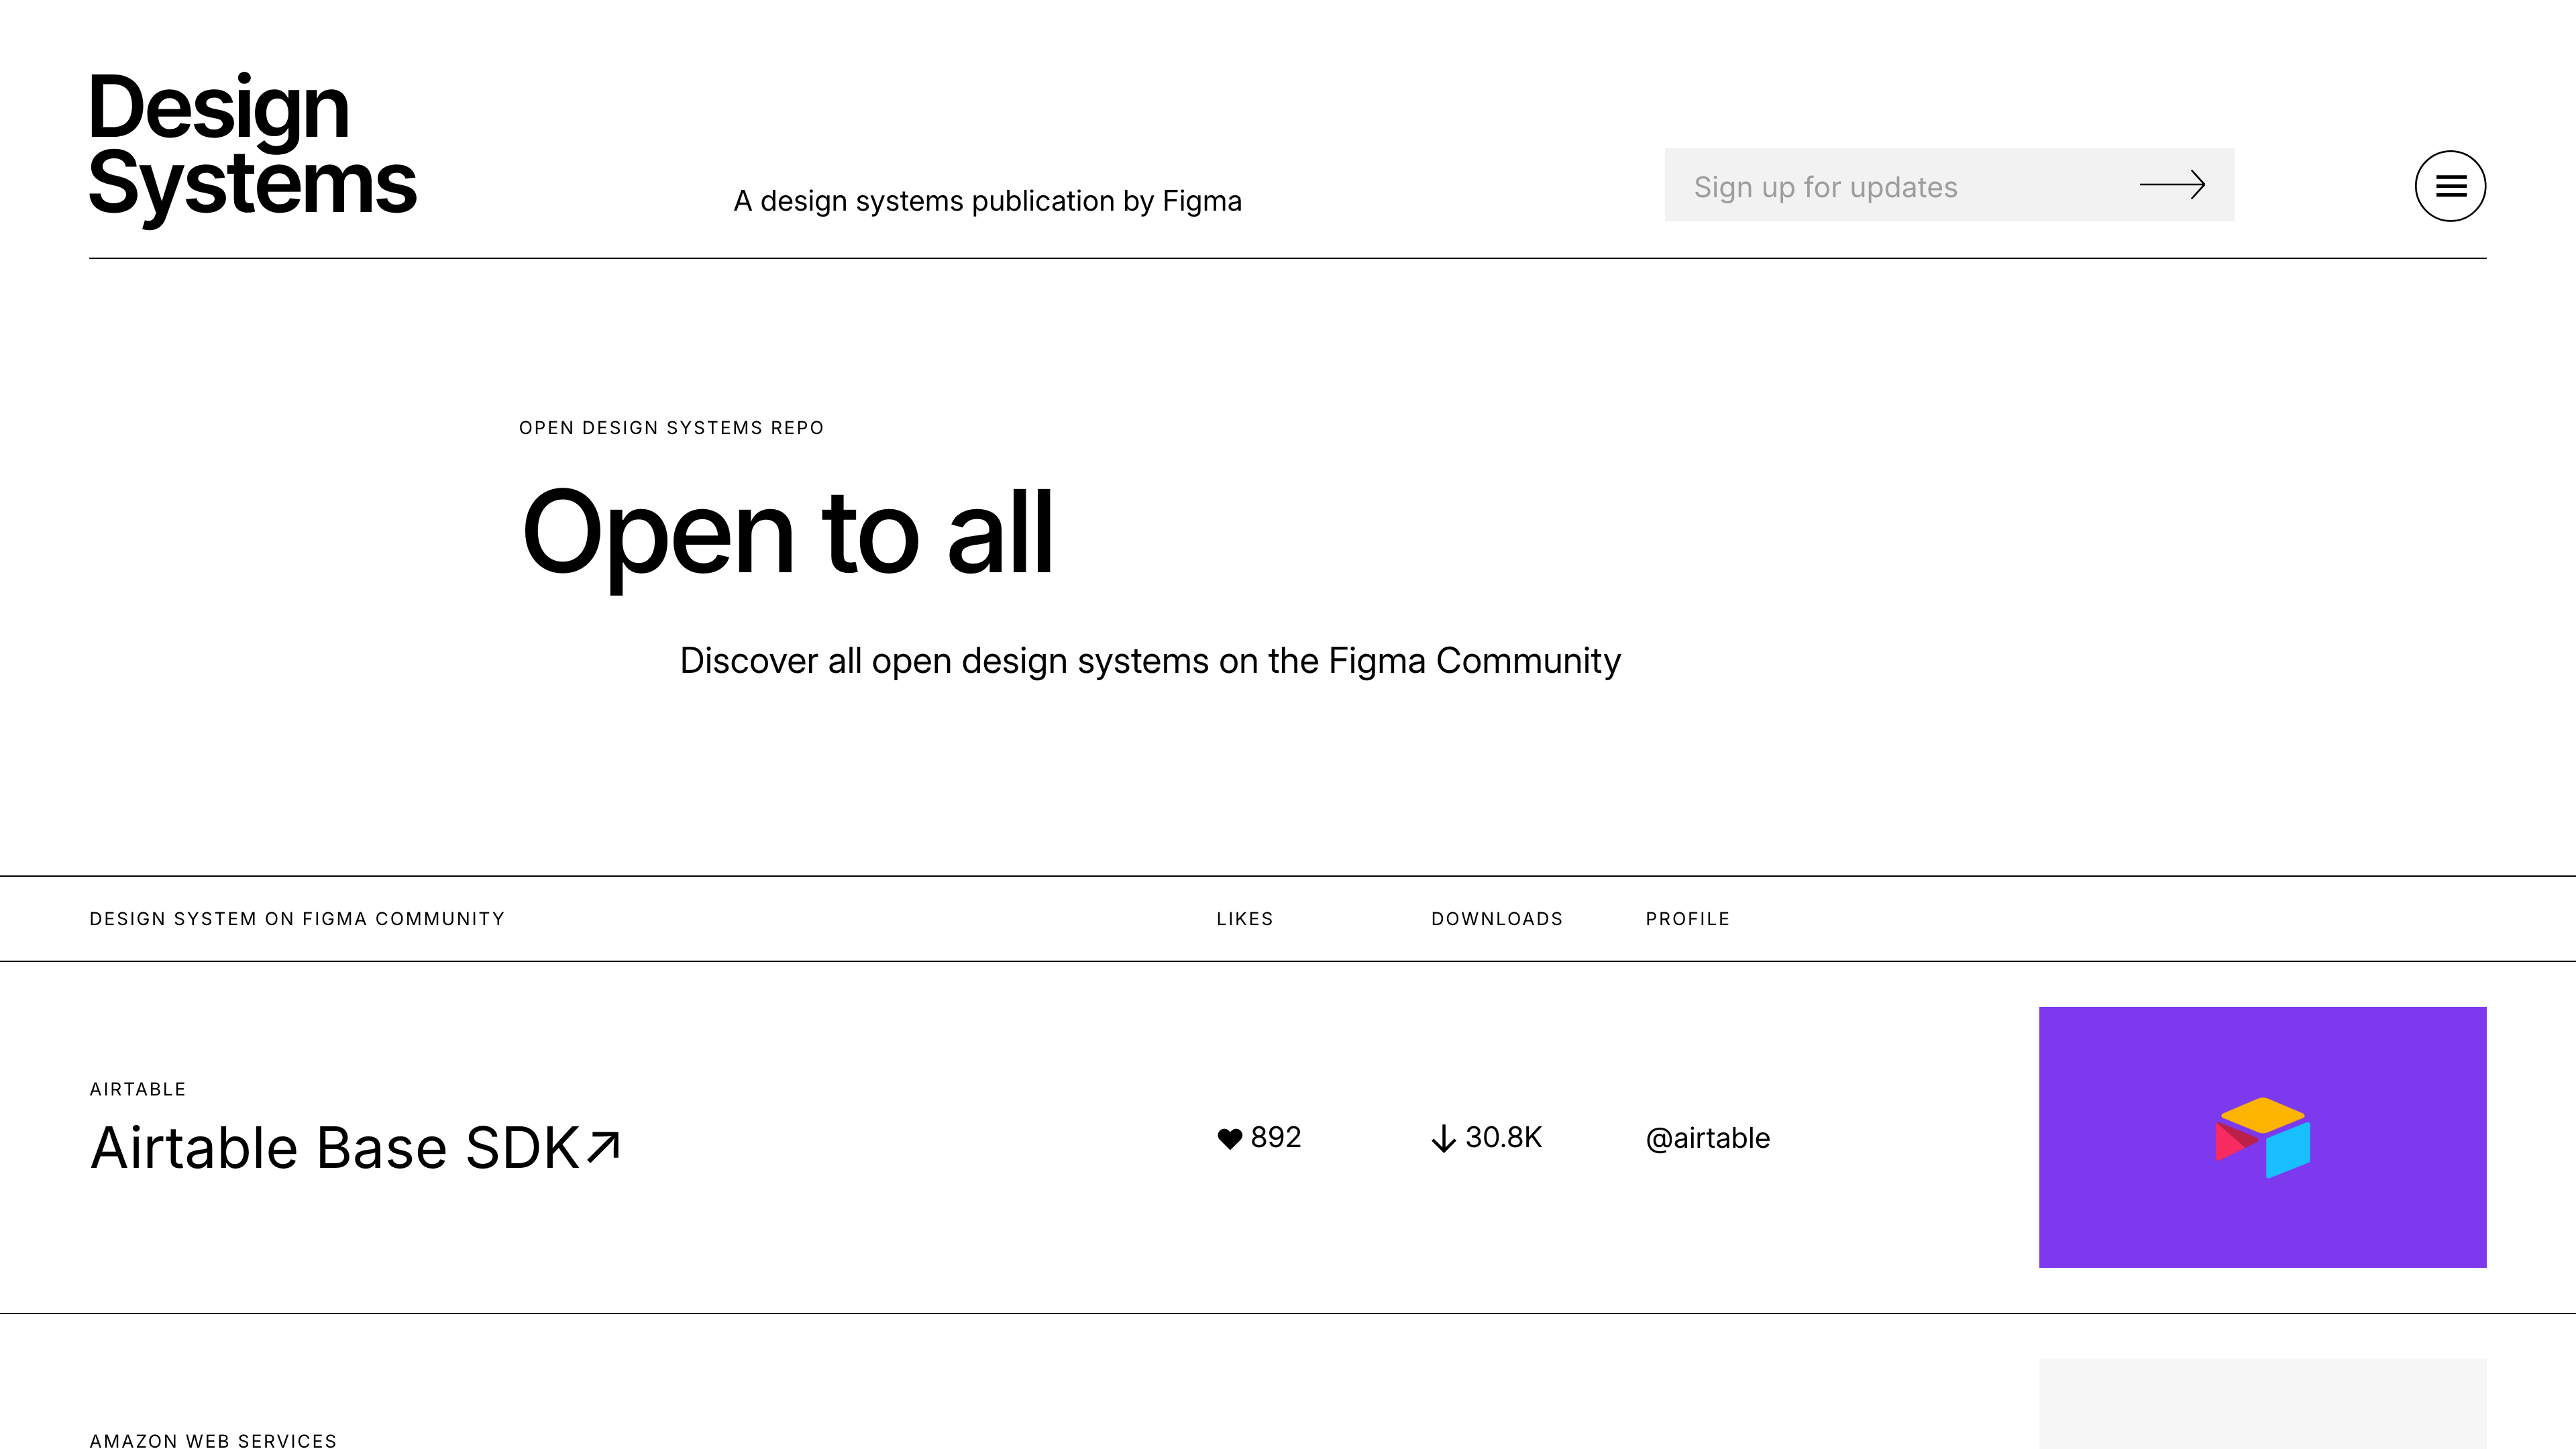 Design
Systems
A design systems publication by Figma
Sign up for updates
OPEN DESIGN SYSTEMS REPO
Open to all
Discover all open design systems on the Figma Community
DESIGN SYSTEM ON FIGMA COMMUNITY LIKES DOWNLOADS PROFILE
AIRTABLE
Airtable Base SDK
892 30.8K @airtable
AMAZON WEB SERVICES